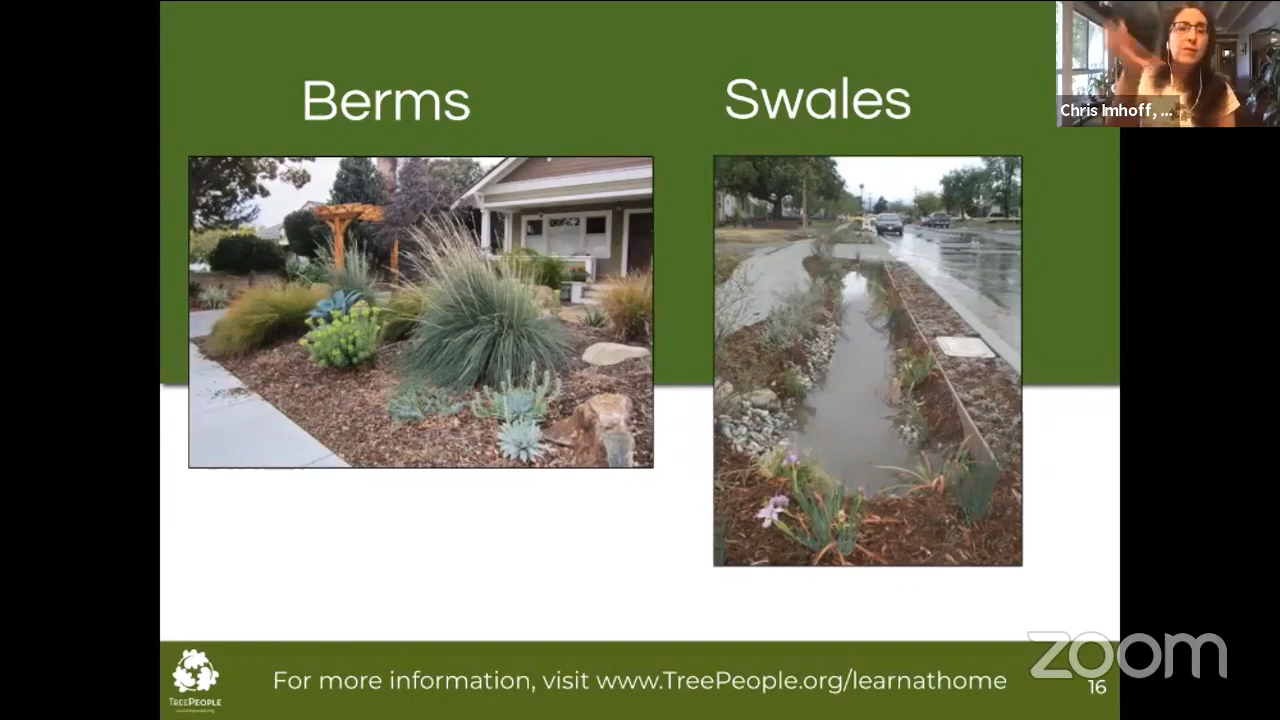 Berms
Swales
Chris Imhoff, ...
TREEPEOPLE
For more information, visit www.TreePeople.org/learnathome
16
zoom